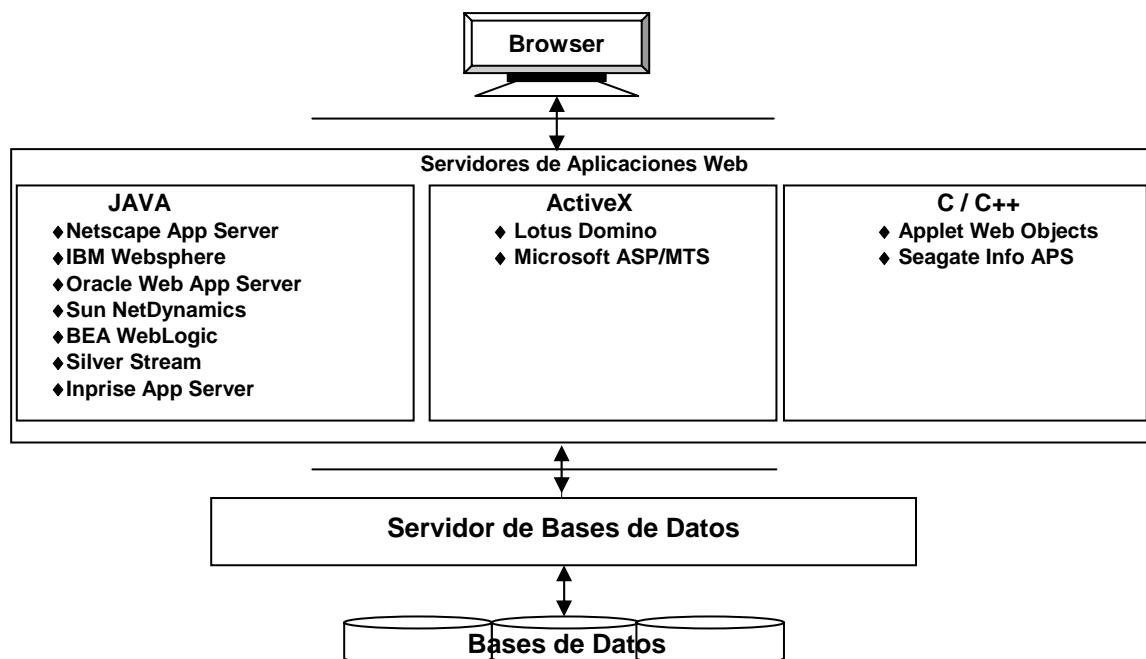 Browser
Servidores de Aplicaciones Web
JAVA
♦Netscape App Server
♦IBM Websphere
♦Oracle Web App Server
♦Sun NetDynamics
♦BEA WebLogic
♦Silver Stream
♦Inprise App Server
ActiveX
♦ Lotus Domino
♦ Microsoft ASP/MTS
C / C++
♦ Applet Web Objects
♦ Seagate Info APS
Servidor de Bases de Datos
Bases de Datos